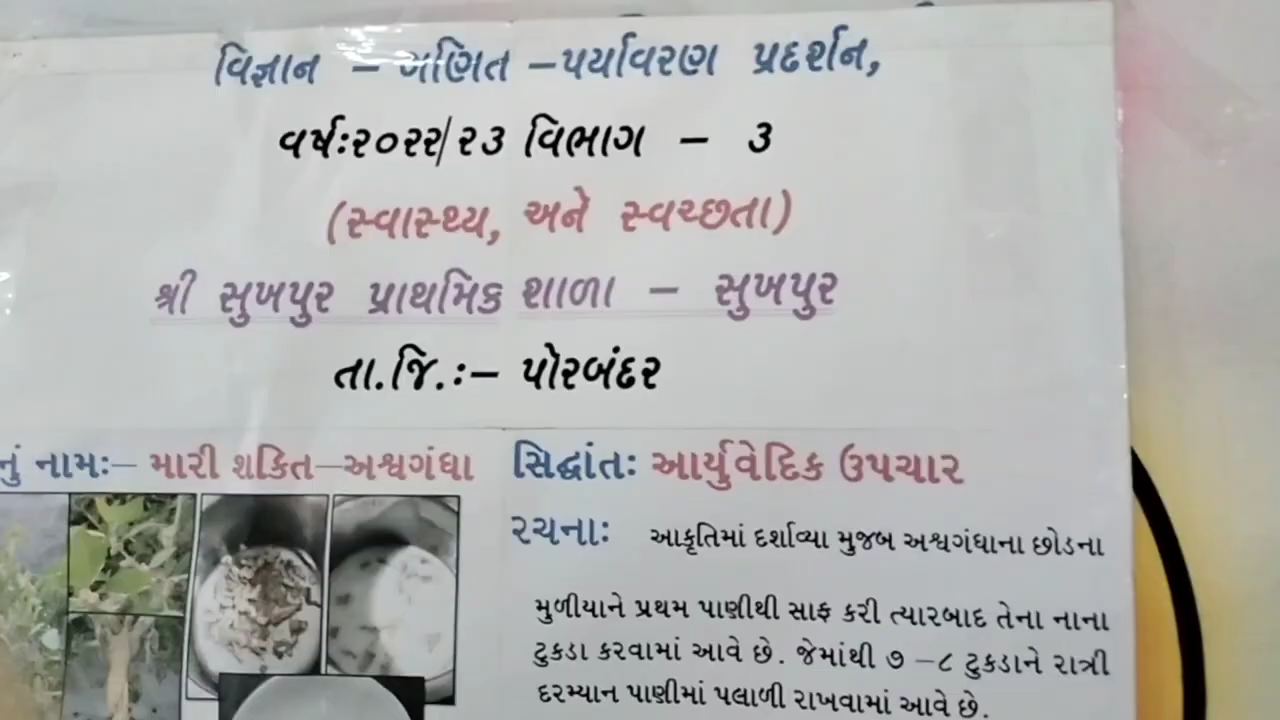 વિજ્ઞાન – ગણિત –પર્યાવરણ પ્રદર્શન,
વર્ષઃ૨૦૨૨/૨૩ વિભાગ – ૩
(સ્વાસ્થ્ય, અને સ્વચ્છતા)
શ્રી સુખપુર પ્રાથમિક શાળા – સુખપુર
તા.જિ.ઃ– પોરબંદર
નું નામઃ– મારી શકિત–અશ્વગંધા
સિદ્ધાંતઃ આર્યુવેદિક ઉપચાર
રચનાઃ આકૃતિમાં દર્શાવ્યા મુજબ અશ્વગંધાના છોડના
મુળીયાને પ્રથમ પાણીથી સાફ કરી ત્યારબાદ તેના નાના
ટુકડા કરવામાં આવે છે. જેમાંથી ૭ –૮ ટુકડાને રાત્રી
દરમ્યાન પાણીમાં પલાળી રાખવામાં આવે છે.